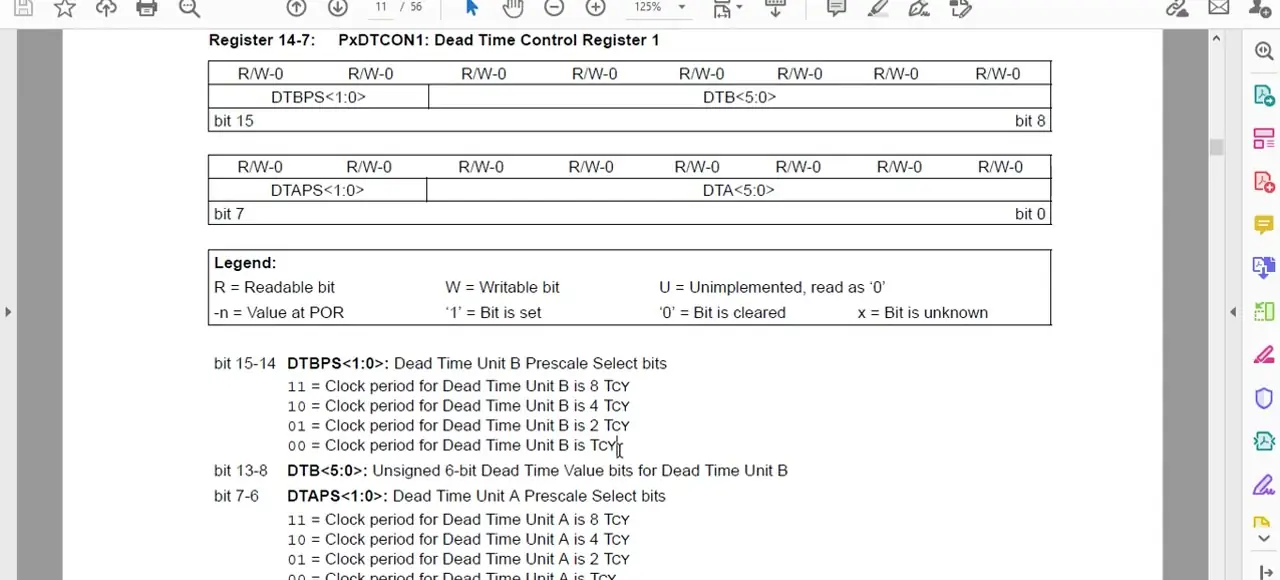 11 / 56
125%
Register 14-7: PxDTCON1: Dead Time Control Register 1
R/W-0 R/W-0 R/W-0 R/W-0 R/W-0 R/W-0 R/W-0 R/W-0
DTBPS<1:0> DTB<5:0>
bit 15 bit 8
R/W-0 R/W-0 R/W-0 R/W-0 R/W-0 R/W-0 R/W-0 R/W-0
DTAPS<1:0> DTA<5:0>
bit 7 bit 0
Legend:
R = Readable bit W = Writable bit U = Unimplemented, read as ‘0’
-n = Value at POR ‘1’ = Bit is set ‘0’ = Bit is cleared x = Bit is unknown
bit 15-14 DTBPS<1:0>: Dead Time Unit B Prescale Select bits
11 = Clock period for Dead Time Unit B is 8 TCY
10 = Clock period for Dead Time Unit B is 4 TCY
01 = Clock period for Dead Time Unit B is 2 TCY
00 = Clock period for Dead Time Unit B is TCY
bit 13-8 DTB<5:0>: Unsigned 6-bit Dead Time Value bits for Dead Time Unit B
bit 7-6 DTAPS<1:0>: Dead Time Unit A Prescale Select bits
11 = Clock period for Dead Time Unit A is 8 TCY
10 = Clock period for Dead Time Unit A is 4 TCY
01 = Clock period for Dead Time Unit A is 2 TCY
00 = Clock period for Dead Time Unit A is TCY